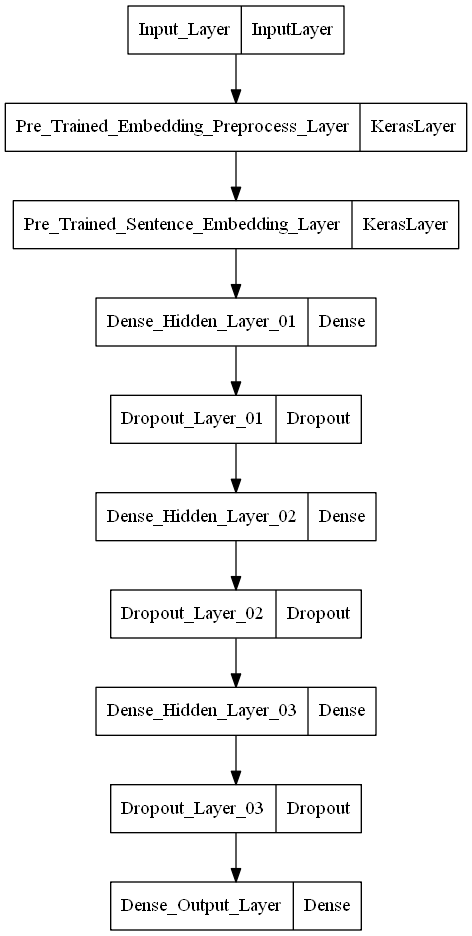 Input_Layer InputLayer
Pre_Trained_Embedding_Preprocess_Layer KerasLayer
Pre_Trained_Sentence_Embedding_Layer KerasLayer
Dense_Hidden_Layer_01 Dense
Dropout_Layer_01 Dropout
Dense_Hidden_Layer_02 Dense
Dropout_Layer_02 Dropout
Dense_Hidden_Layer_03 Dense
Dropout_Layer_03 Dropout
Dense_Output_Layer Dense